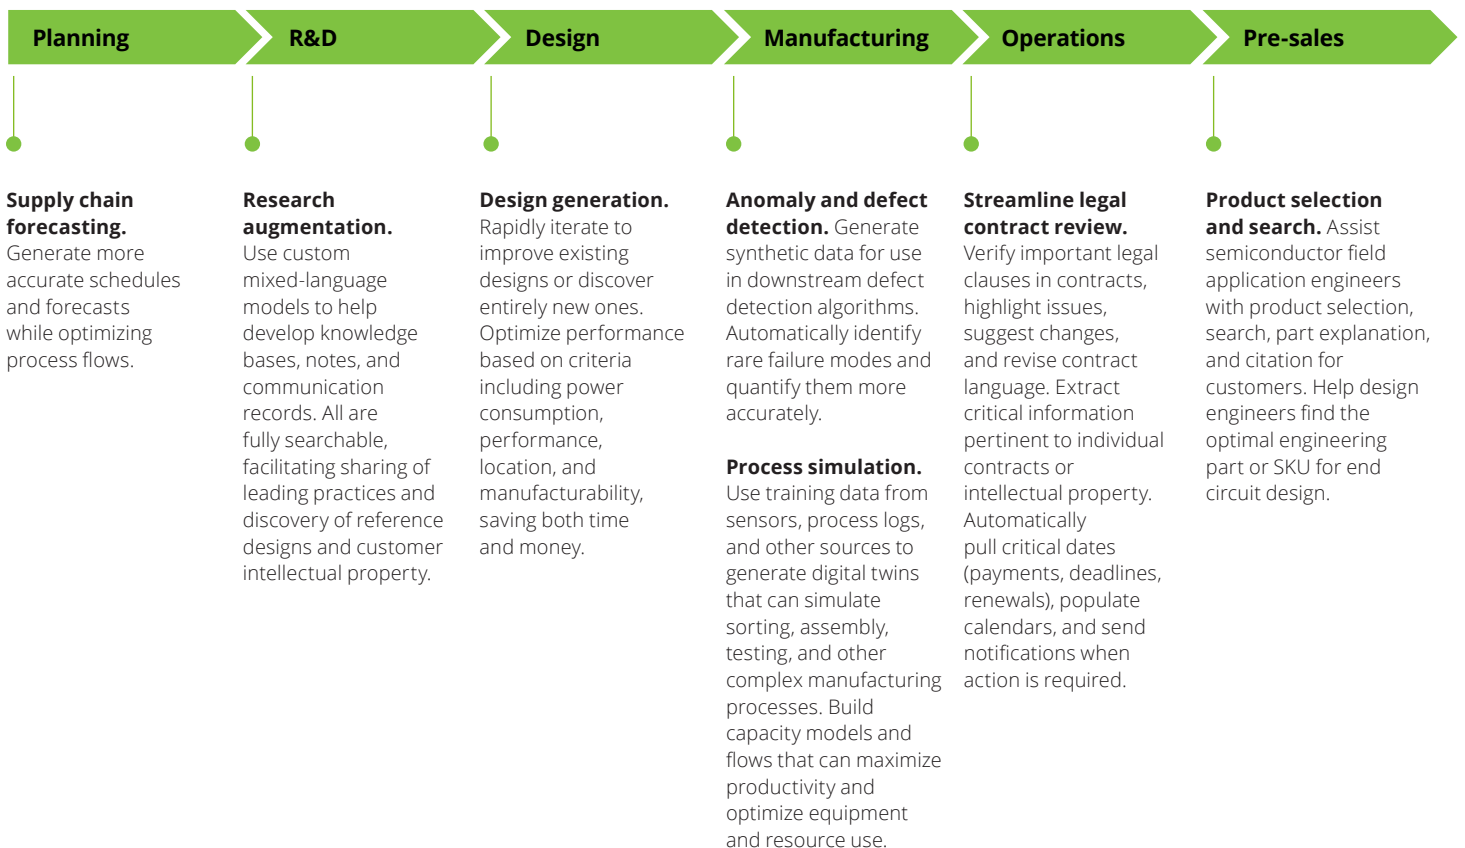 Planning
R&D
Design
Manufacturing
Operations
Pre-sales
Supply chain
forecasting.
Generate more
accurate schedules
and forecasts
while optimizing
process flows.
Research
augmentation.
Use custom
mixed-language
models to help
develop knowledge
bases, notes, and
communication
records. All are
fully searchable,
facilitating sharing of
leading practices and
discovery of reference
designs and customer
intellectual property.
Design generation.
Rapidly iterate to
improve existing
designs or discover
entirely new ones.
Optimize performance
based on criteria
including power
consumption,
performance,
location, and
manufacturability,
saving both time
and money.
Anomaly and defect
detection. Generate
synthetic data for use
in downstream defect
detection algorithms.
Automatically identify
rare failure modes and
quantify them more
accurately.
Process simulation.
Use training data from
sensors, process logs,
and other sources to
generate digital twins
that can simulate
sorting, assembly,
testing, and other
complex manufacturing
processes. Build
capacity models and
flows that can maximize
productivity and
optimize equipment
and resource use.
Streamline legal
contract review.
Verify important legal
clauses in contracts,
highlight issues,
suggest changes,
and revise contract
language. Extract
critical information
pertinent to individual
contracts or
intellectual property.
Automatically
pull critical dates
(payments, deadlines,
renewals), populate
calendars, and send
notifications when
action is required.
Product selection
and search. Assist
semiconductor field
application engineers
with product selection,
search, part explanation,
and citation for
customers. Help design
engineers find the
optimal engineering
part or SKU for end
circuit design.